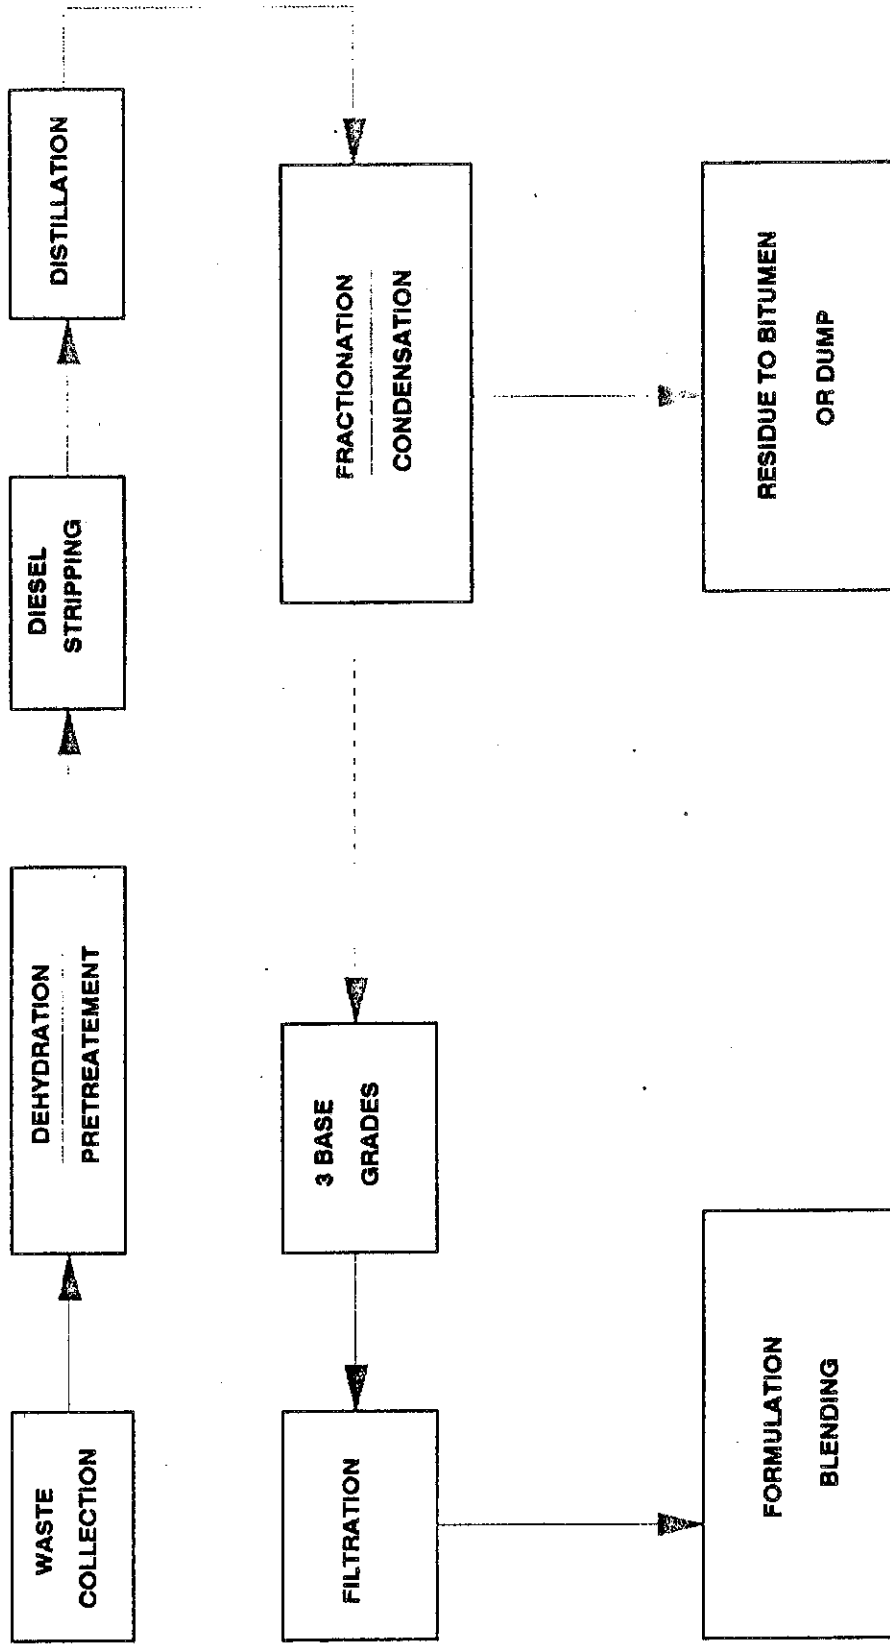 WASTE
COLLECTION
DEHYDRATION
PRETREATEMENT
DIESEL
STRIPPING
DISTILLATION
FILTRATION
3 BASE
GRADES
FRACTIONATION
CONDENSATION
FORMULATION
BLENDING
RESIDUE TO BITUMEN
OR DUMP